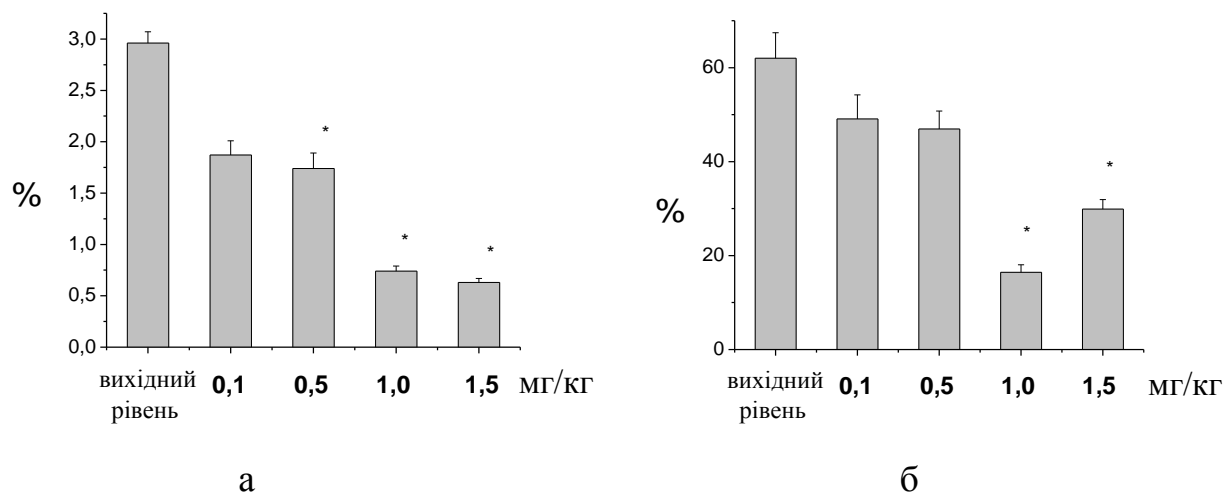 3,0
2,5
2,0
1,5
1,0
0,5
0,0
%
*
*
*
вихідний
рівень
0,1 0,5 1,0 1,5 мг/кг
а
60
40
20
0
%
*
*
вихідний
рівень
0,1 0,5 1,0 1,5 мг/кг
б